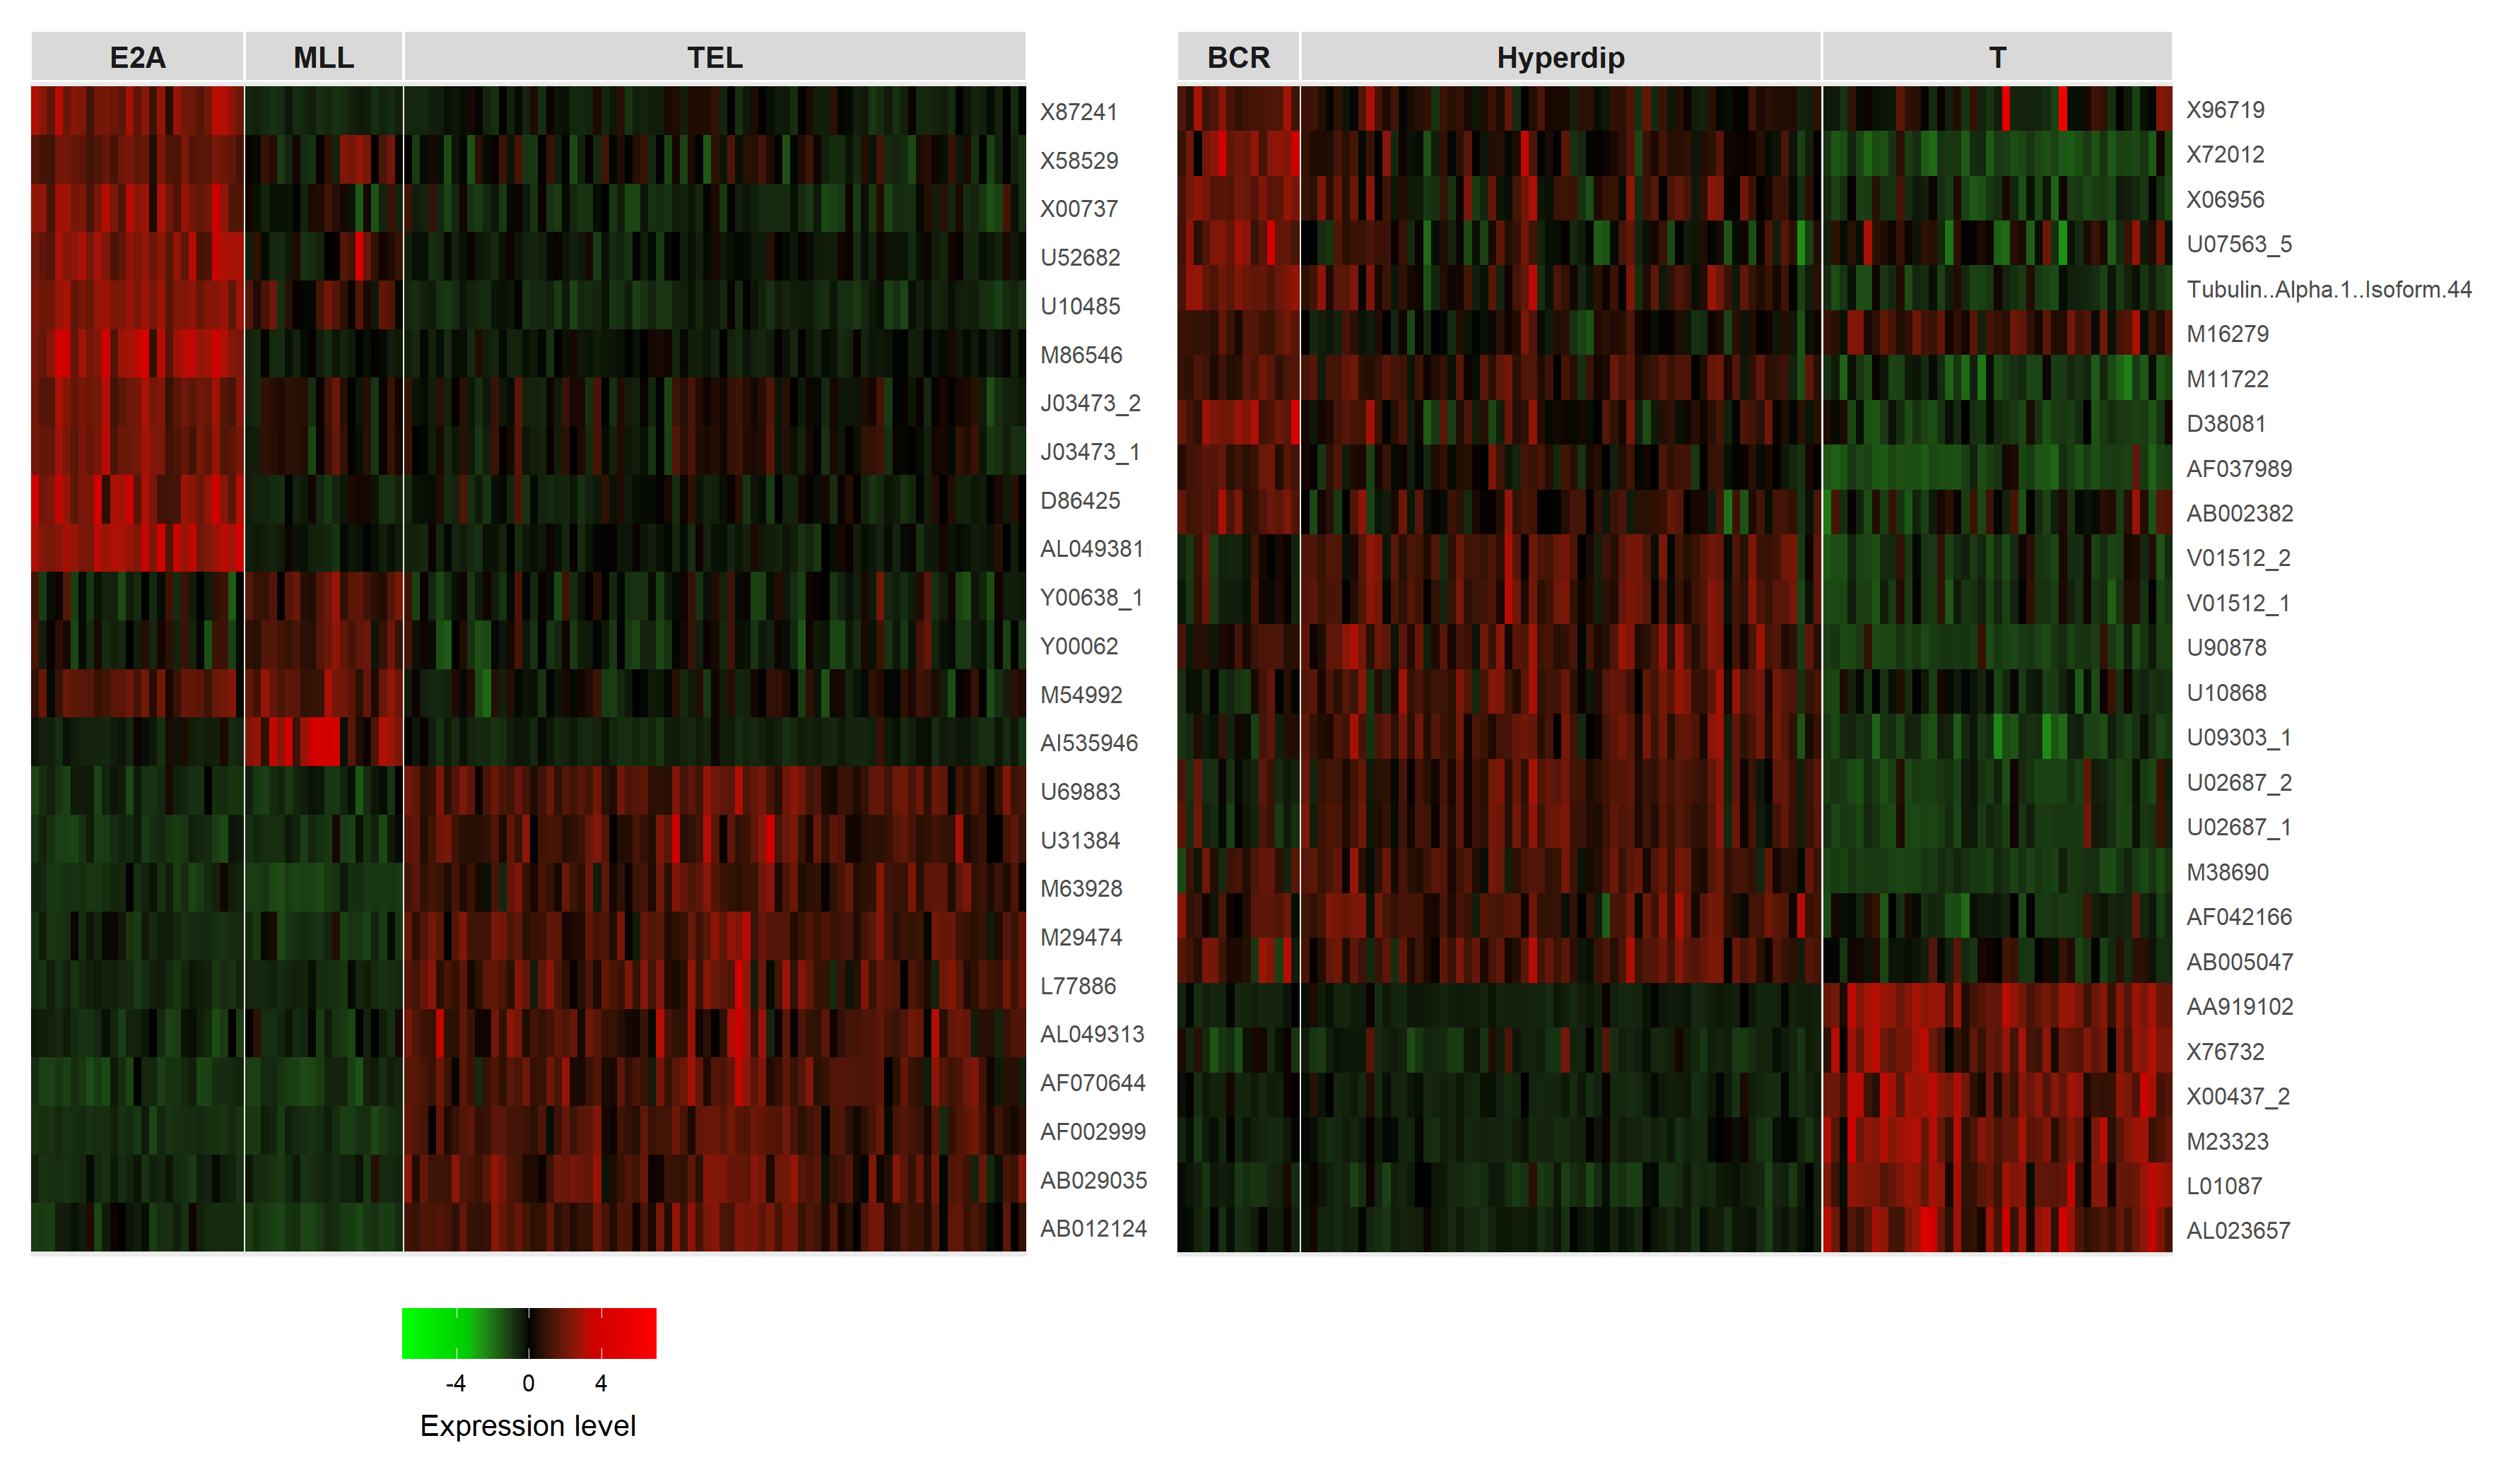 E2A MLL TEL
X87241
X58529
X00737
U52682
U10485
M86546
J03473_2
J03473_1
D86425
AL049381
Y00638_1
Y00062
M54992
AI535946
U69883
U31384
M63928
M29474
L77886
AL049313
AF070644
AF002999
AB029035
AB012124
BCR Hyperdip T
X96719
X72012
X06956
U07563_5
Tubulin..Alpha.1..Isoform.44
M16279
M11722
D38081
AF037989
AB002382
V01512_2
V01512_1
U90878
U10868
U09303_1
U02687_2
U02687_1
M38690
AF042166
AB005047
AA919102
X76732
X00437_2
M23323
L01087
AL023657
-4 0 4
Expression level